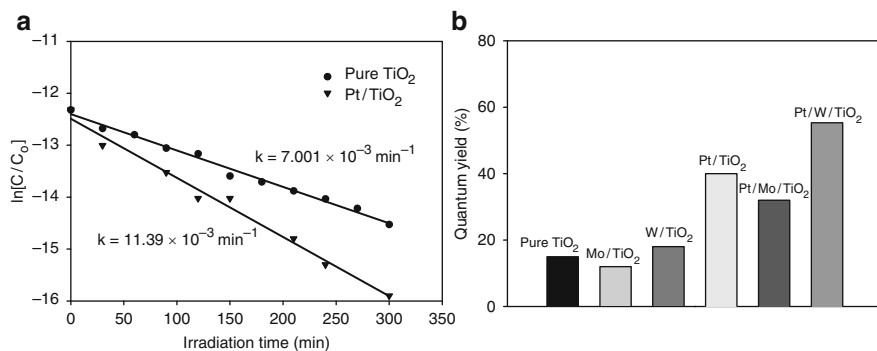 a
ln[C/C₀]
−11
−12
−13
−14
−15
−16
0
50
100
150
200
250
300
350
Irradiation time (min)
Pure TiO₂
Pt/TiO₂
k = 7.001 × 10⁻³ min⁻¹
k = 11.39 × 10⁻³ min⁻¹
b
Quantum yield (%)
80
60
40
20
0
Pure TiO₂
Mo/TiO₂
W/TiO₂
Pt/TiO₂
Pt/Mo/TiO₂
Pt/W/TiO₂